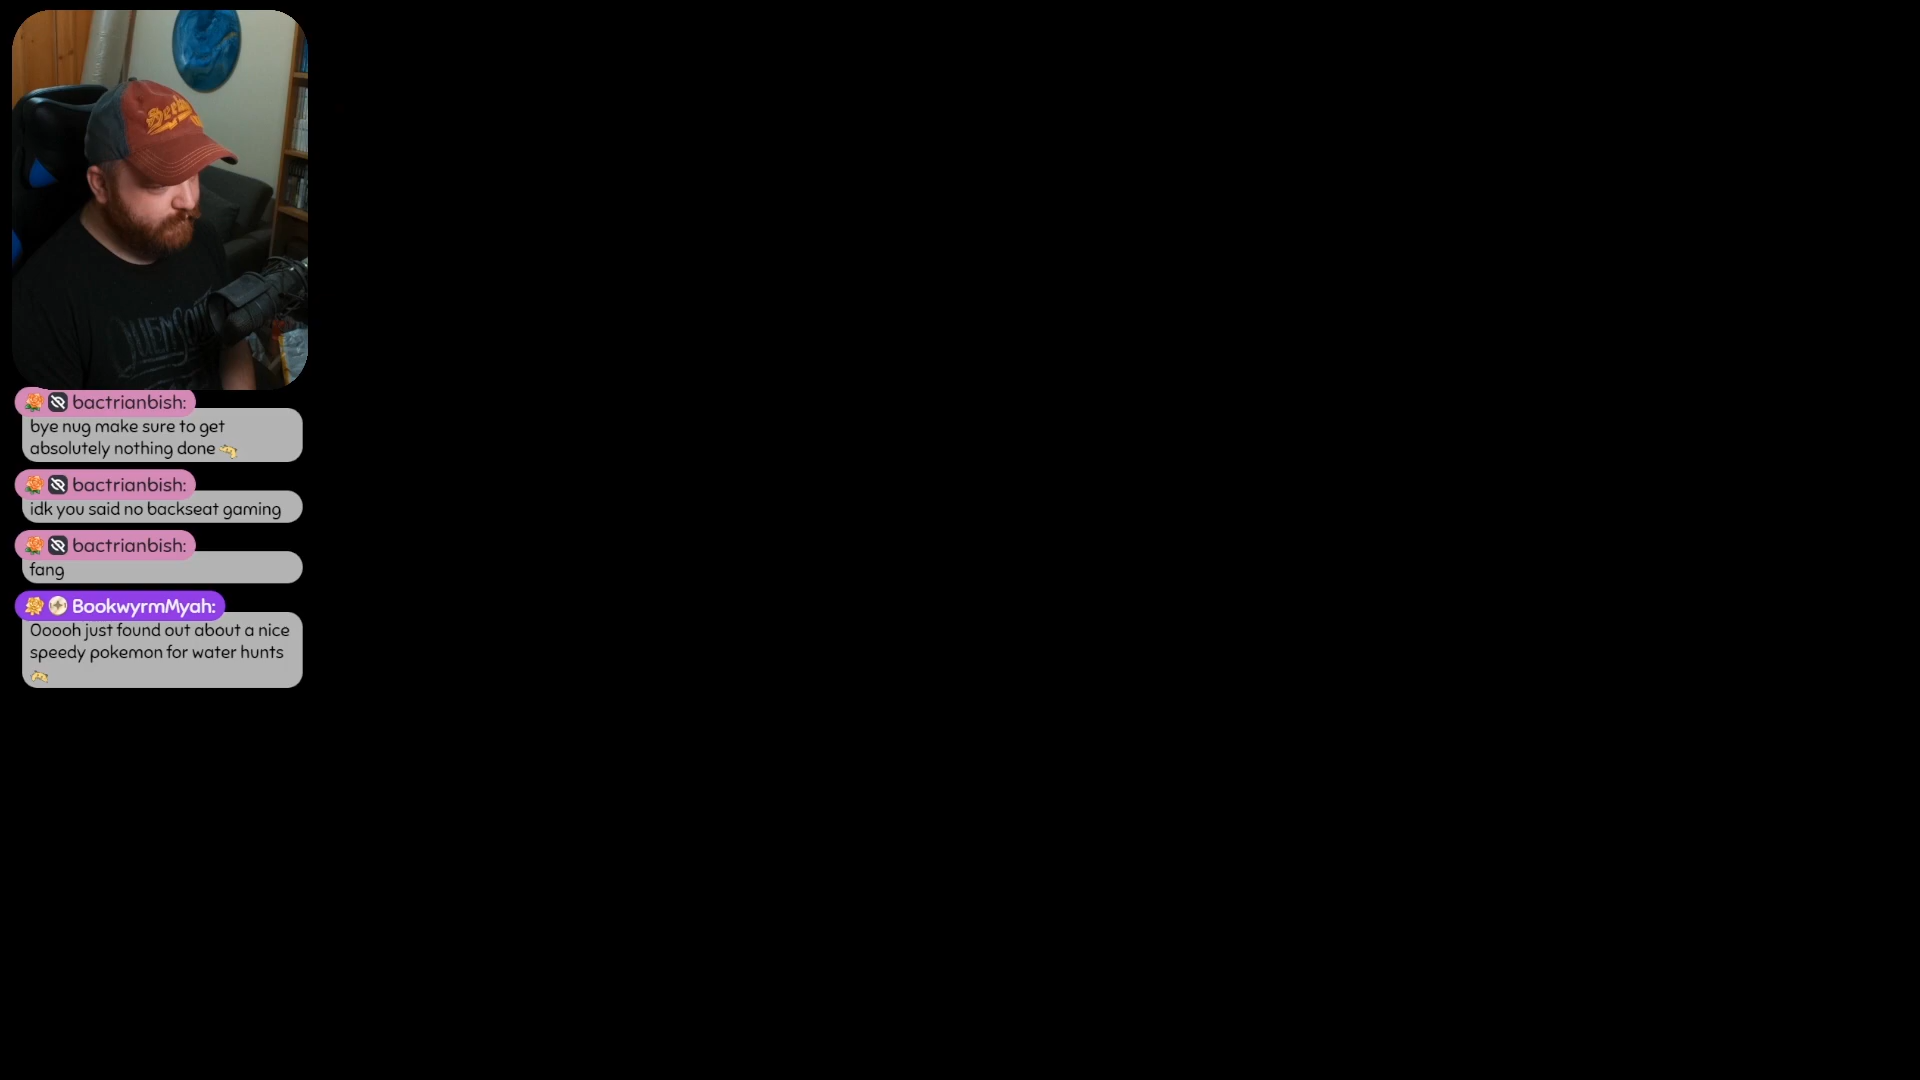 bactrianbish:
bye nug make sure to get
absolutely nothing done
bactrianbish:
idk you said no backseat gaming
bactrianbish:
fang
BookwyrmMyah:
Ooooh just found out about a nice
speedy pokemon for water hunts